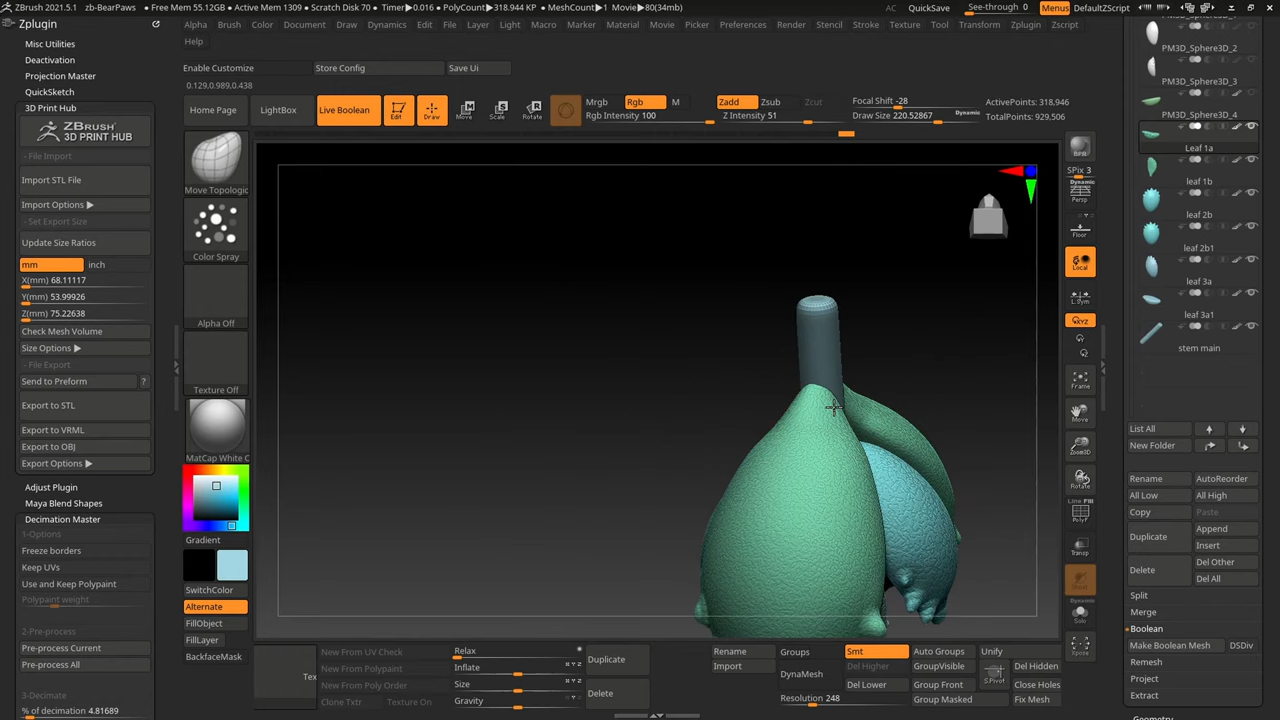 ZBrush 2021.5.1 zb-BearPaws • Free Mem 55.12GB • Active Mem 1309 • Scratch Disk 70 • Timer▶0.016 • PolyCount▶318.944 KP • MeshCount▶1 Movie▶80(34mb)
AC QuickSave See-through 0 Menus DefaultZScript
Zplugin
Alpha Brush Color Document Draw Dynamics Edit File Layer Light Macro Marker Material Movie Picker Preferences Render Stencil Stroke Texture Tool Transform Zplugin Zscript
Help
Misc Utilities
Deactivation
Projection Master
QuickSketch
3D Print Hub
ZBRUSH
3D PRINT HUB
- File Import
Import STL File
Import Options ▶
- Set Export Size
Update Size Ratios
mm inch
X(mm) 68.11117
Y(mm) 53.99926
Z(mm) 75.22638
Check Mesh Volume
Size Options ▶
- File Export
Send to Preform ?
Export to STL
Export to VRML
Export to OBJ
Export Options ▶
Adjust Plugin
Maya Blend Shapes
Decimation Master
1-Options
Freeze borders
Keep UVs
Use and Keep Polypaint
Polypaint weight
2-Pre-process
Pre-process Current
Pre-process All
3-Decimate
% of decimation 4.81689
Enable Customize Store Config Save Ui
0.129,0.989,0.438
Home Page LightBox Live Boolean Edit Draw Move Scale Rotate
Mrgb Rgb M
Rgb Intensity 100
Zadd Zsub Zcut
Z Intensity 51
Focal Shift -28
Draw Size 220.52867 Dynamic
ActivePoints: 318,946
TotalPoints: 929,506
Move Topologic
Color Spray
Alpha Off
Texture Off
MatCap White C
Gradient
SwitchColor
Alternate
FillObject
FillLayer
BackfaceMask
BPR
SPix 3
Dynamic
Persp
Floor
Local
L.Sym
Frame
Move
Zoom3D
Rotate
Line Fill
PolyF
Transp
Dynamic
Solo
Xpose
PM3D_Sphere3D_2
PM3D_Sphere3D_3
PM3D_Sphere3D_4
Leaf 1a
leaf 1b
leaf 2b
leaf 2b1
leaf 3a
leaf 3a1
stem main
List All
New Folder
Rename AutoReorder
All Low All High
Copy Paste
Duplicate Append
Insert
Delete Del Other
Del All
Split
Merge
Boolean
Make Boolean Mesh DSDiv
Remesh
Project
Extract
Geometry
Tex
New From UV Check
New From Polypaint
New From Poly Order
Clone Txtr Texture On
Relax
Inflate
Size
Gravity
Duplicate
Delete
Rename
Import
Groups
DynaMesh
Resolution 248
Smt
Del Higher
Del Lower
Auto Groups
GroupVisible
Group Front
Group Masked
Unify
S.Pivot
Del Hidden
Close Holes
Fix Mesh